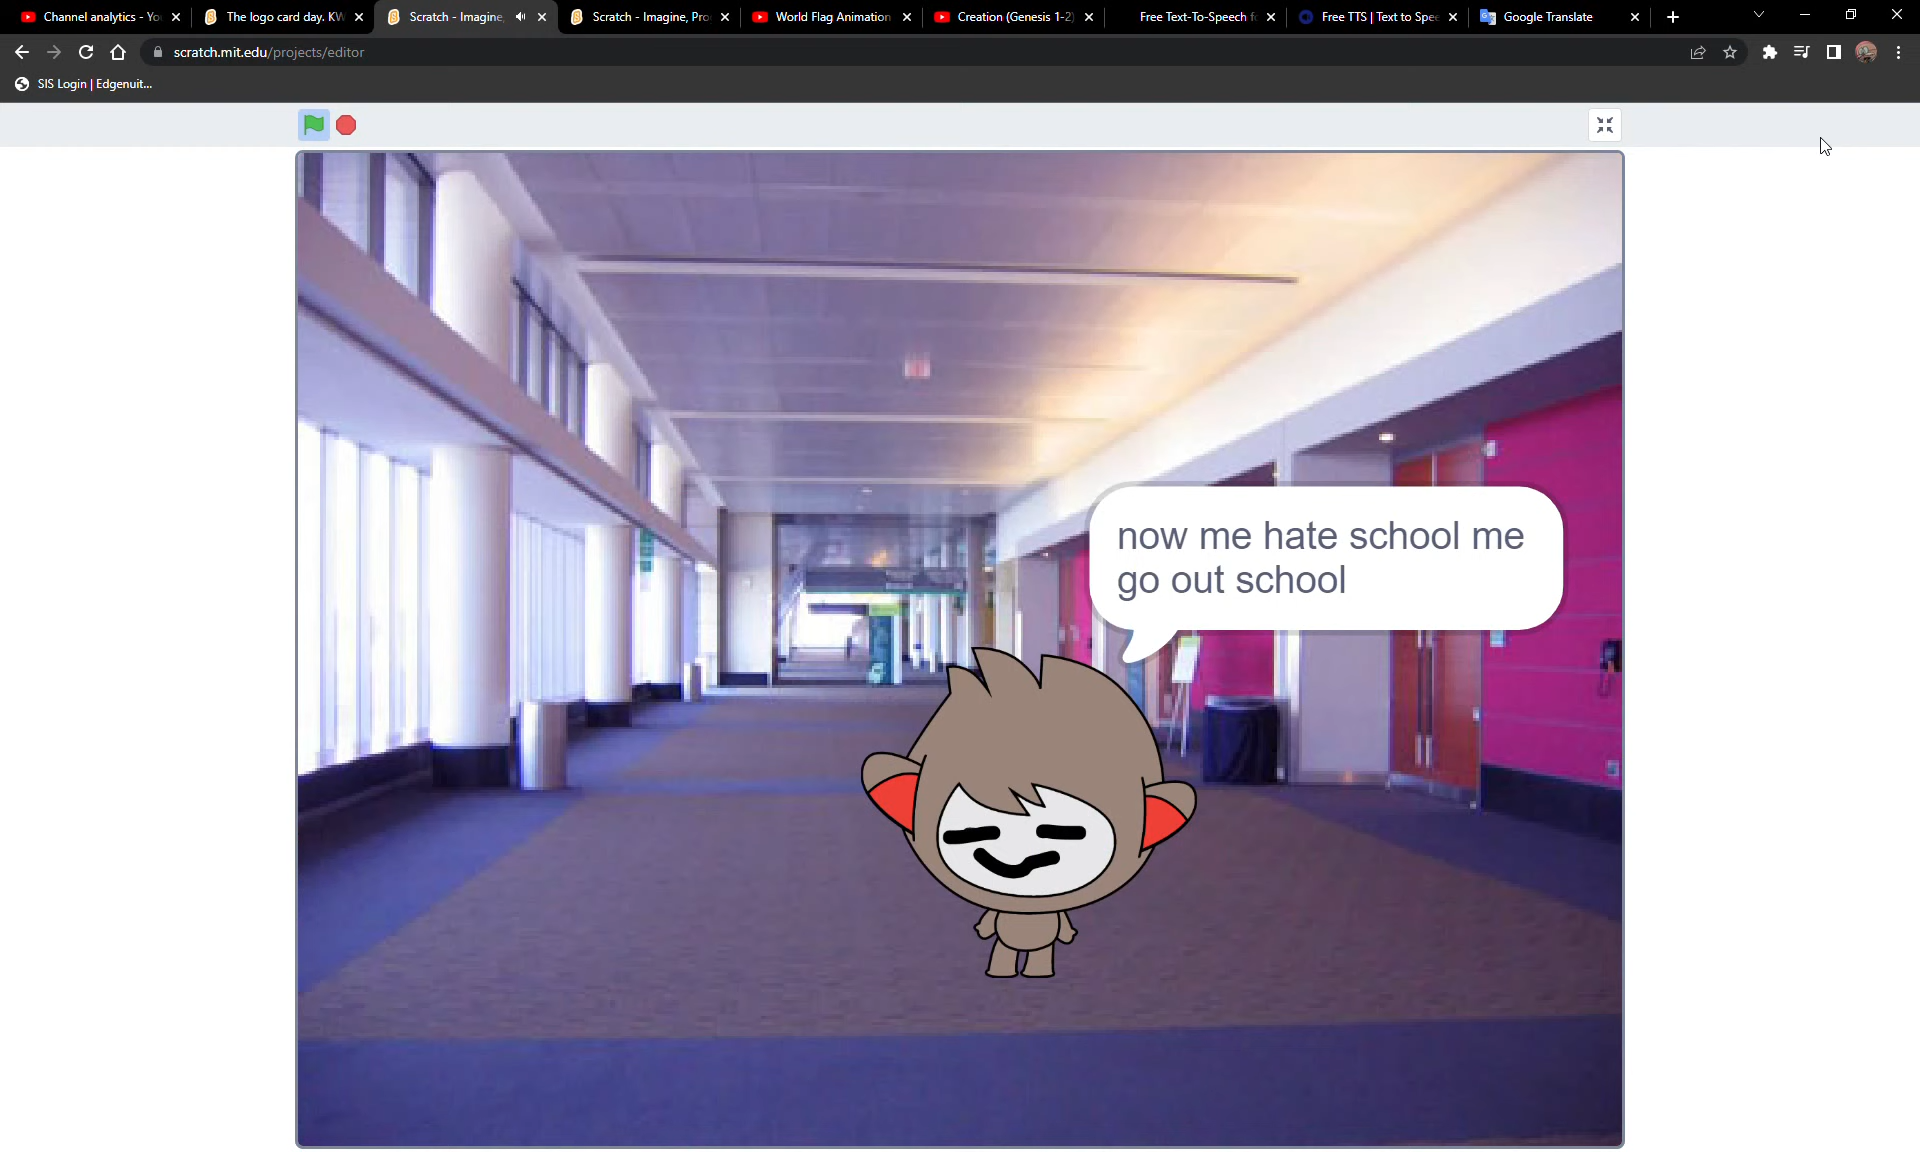 Channel analytics - Yo
The logo card day. KW
Scratch - Imagine,
Scratch - Imagine, Pro
World Flag Animation
Creation (Genesis 1-2)
Free Text-To-Speech fo
Free TTS | Text to Spee
Google Translate
scratch.mit.edu/projects/editor
SIS Login | Edgenuit...
now me hate school me
go out school